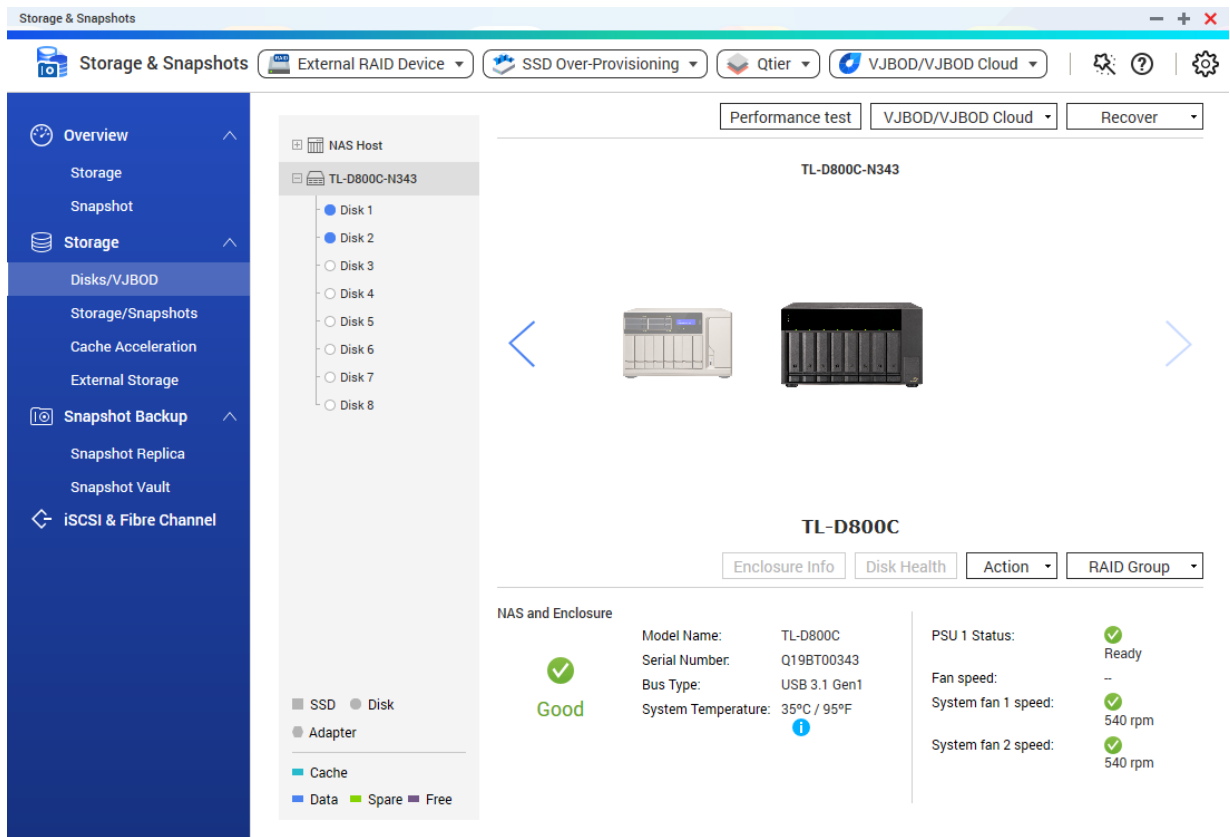 Storage & Snapshots
Storage & Snapshots
External RAID Device
SSD Over-Provisioning
Qtier
VJBOD/VJBOD Cloud
Overview
Storage
Snapshot
Storage
Disks/VJBOD
Storage/Snapshots
Cache Acceleration
External Storage
Snapshot Backup
Snapshot Replica
Snapshot Vault
iSCSI & Fibre Channel
NAS Host
TL-D800C-N343
Disk 1
Disk 2
Disk 3
Disk 4
Disk 5
Disk 6
Disk 7
Disk 8
SSD Disk
Adapter
Cache
Data Spare Free
Performance test VJBOD/VJBOD Cloud Recover
TL-D800C-N343
TL-D800C
Enclosure Info Disk Health Action RAID Group
NAS and Enclosure
Good
Model Name: TL-D800C
Serial Number: Q19BT00343
Bus Type: USB 3.1 Gen1
System Temperature: 35ºC / 95ºF
PSU 1 Status:
Ready
Fan speed: --
System fan 1 speed:
540 rpm
System fan 2 speed:
540 rpm